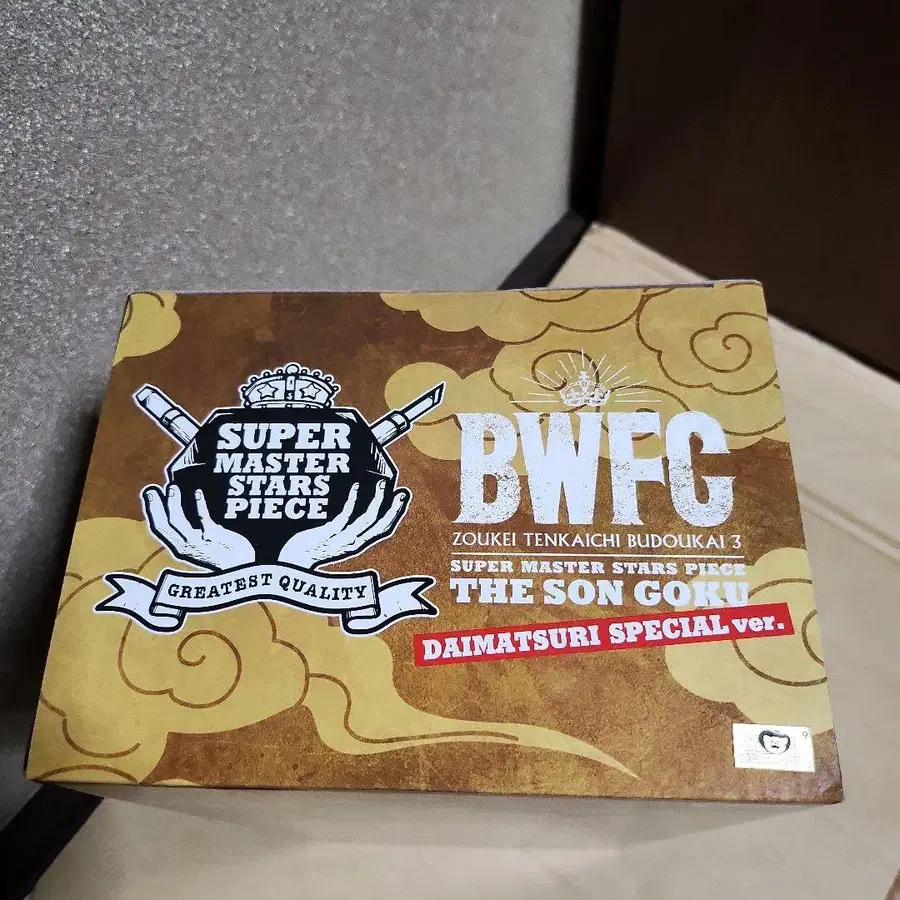 SUPER
MASTER
STARS
PIECE
GREATEST QUALITY
BWFC
ZOUKEI TENKAICHI BUDOUKAI 3
SUPER MASTER STARS PIECE
THE SON GOKU
DAIMATSURI SPECIAL ver.